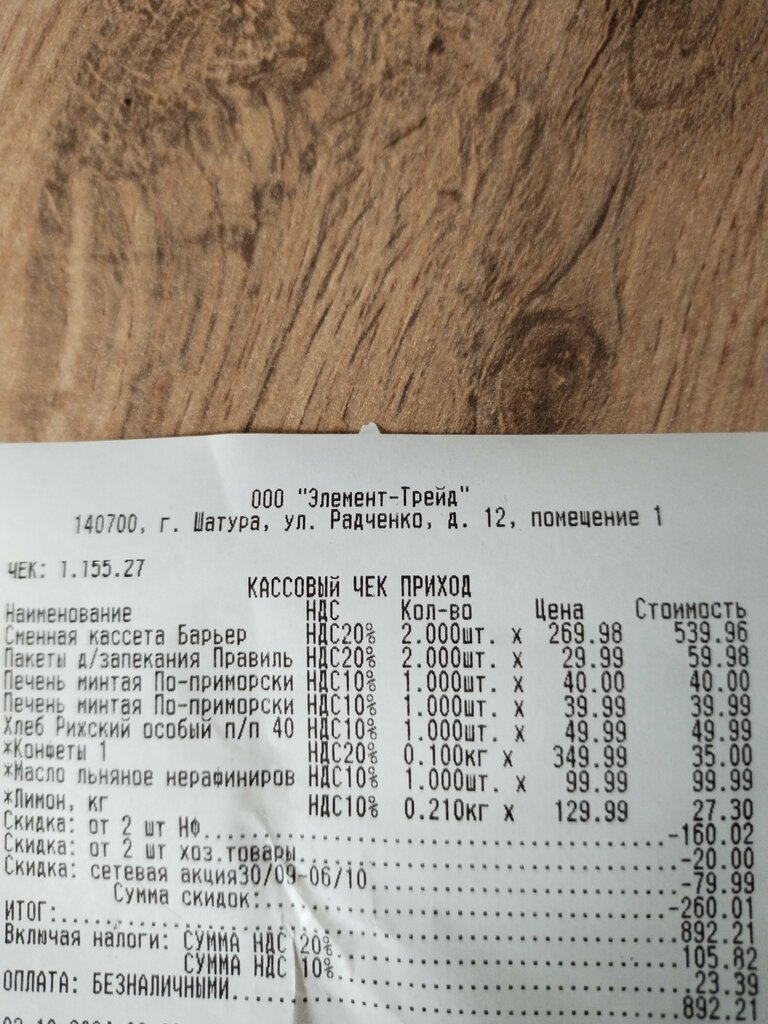 ООО "Элемент-Трейд"
140700, г. Шатура, ул. Радченко, д. 12, помещение 1
ЧЕК: 1.155.27
КАССОВЫЙ ЧЕК ПРИХОД
Наименование НДС Кол-во Цена Стоимость
Сменная кассета Барьер НДС20% 2.000шт. x 269.98 539.96
Пакеты д/запекания Правиль НДС20% 2.000шт. x 29.99 59.98
Печень минтая По-приморски НДС10% 1.000шт. x 40.00 40.00
Печень минтая По-приморски НДС10% 1.000шт. x 39.99 39.99
Хлеб Рижский особый п/п 40 НДС10% 1.000шт. x 49.99 49.99
*Конфеты 1 НДС20% 0.100кг x 349.99 35.00
*Масло льняное нерафиниров НДС10% 1.000шт. x 99.99 99.99
*Лимон, кг НДС10% 0.210кг x 129.99 27.30
Скидка: от 2 шт НФ -160.02
Скидка: от 2 шт хоз.товары -20.00
Скидка: сетевая акция30/09-06/10 -79.99
Сумма скидок: -260.01
ИТОГ: 892.21
Включая налоги: СУММА НДС 20% 105.82
СУММА НДС 10% 23.39
ОПЛАТА: БЕЗНАЛИЧНЫМИ 892.21